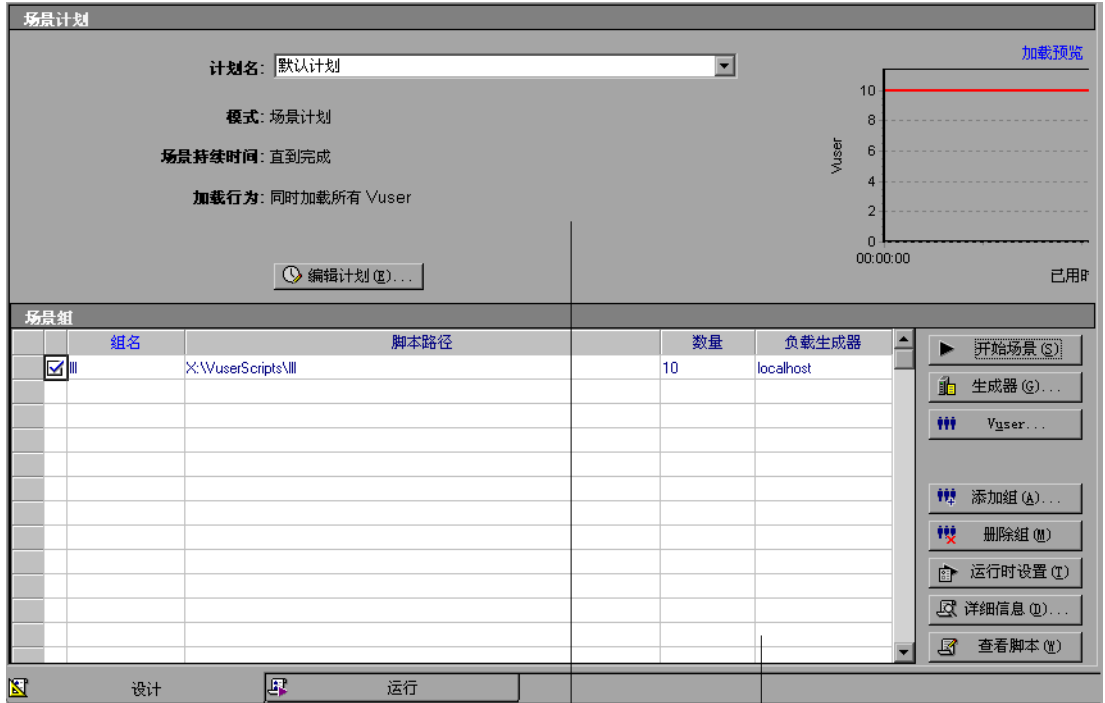 场景计划
计划名: 默认计划
模式: 场景计划
场景持续时间: 直到完成
加载行为: 同时加载所有 Vuser
编辑计划(E)...
加载预览
Vuser
10
8
6
4
2
0
00:00:00
已用时
场景组
组名 脚本路径 数量 负载生成器
lll X:\VuserScripts\lll 10 localhost
开始场景(S)
生成器(G)...
Vuser...
添加组(A)...
删除组(M)
运行时设置(T)
详细信息(D)...
查看脚本(W)
设计 运行